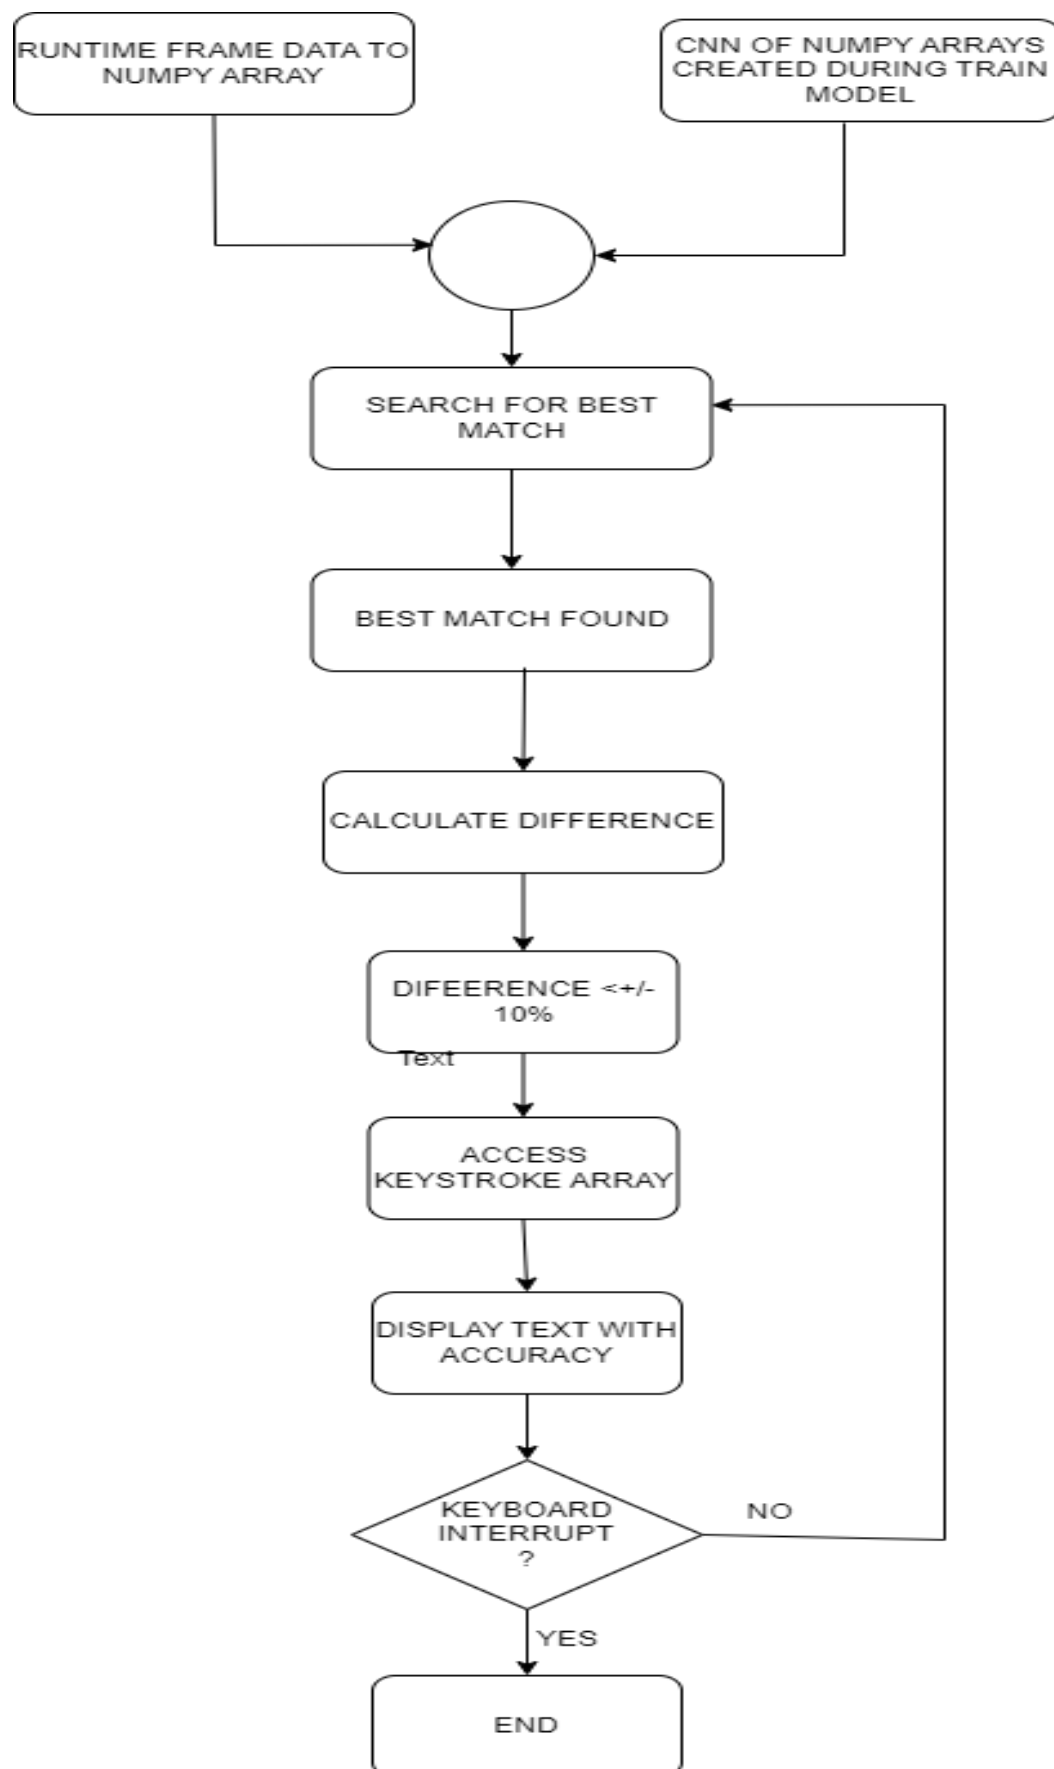 RUNTIME FRAME DATA TO
NUMPY ARRAY
CNN OF NUMPY ARRAYS
CREATED DURING TRAIN
MODEL
SEARCH FOR BEST
MATCH
BEST MATCH FOUND
CALCULATE DIFFERENCE
DIFEERENCE <+/-
10%
Text
ACCESS
KEYSTROKE ARRAY
DISPLAY TEXT WITH
ACCURACY
KEYBOARD
INTERRUPT
?
NO
YES
END